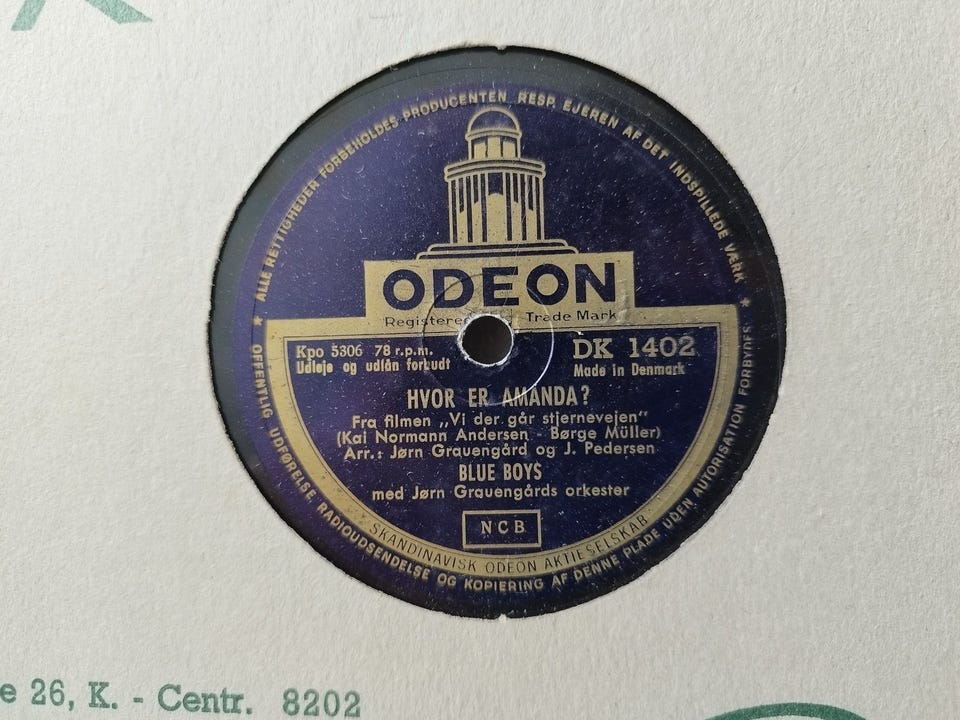 ALLE RETTIGHEDER FORBEHOLDES PRODUCENTEN RESP. EJEREN AF DET INDSPILLEDE VÆRK
ODEON
Registered Trade Mark
Kpo 5306 78 r.p.m.
Udleje og udlån forbudt
DK 1402
Made in Denmark
HVOR ER AMANDA?
Fra filmen „Vi der går stjernevejen“
(Kai Normann Andersen - Børge Müller)
Arr.: Jørn Grauengård og J. Pedersen
BLUE BOYS
med Jørn Grauengårds orkester
NCB
SKANDINAVISK ODEON AKTIESELSKAB
OFFENTLIG UDFØRELSE, RADIOUDSENDELSE OG KOPIERING AF DENNE PLADE UDEN AUTORISATION FORBYDES
e 26, K. - Centr. 8202